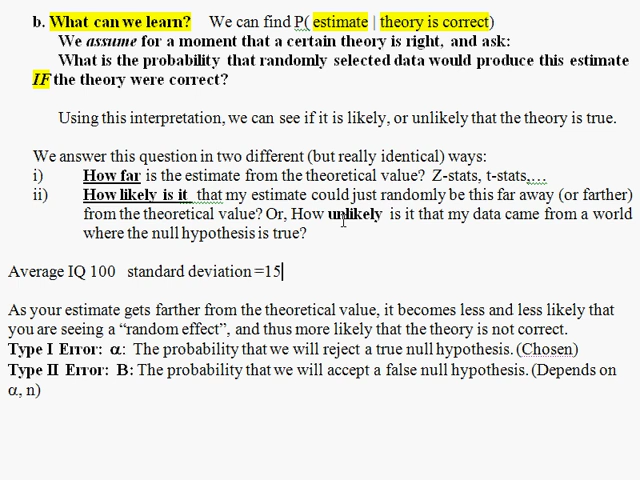 b. What can we learn? We can find P( estimate | theory is correct)
We assume for a moment that a certain theory is right, and ask:
What is the probability that randomly selected data would produce this estimate
IF the theory were correct?
Using this interpretation, we can see if it is likely, or unlikely that the theory is true.
We answer this question in two different (but really identical) ways:
i) How far is the estimate from the theoretical value? Z-stats, t-stats,…
ii) How likely is it that my estimate could just randomly be this far away (or farther)
from the theoretical value? Or, How unlikely is it that my data came from a world
where the null hypothesis is true?
Average IQ 100 standard deviation =15
As your estimate gets farther from the theoretical value, it becomes less and less likely that
you are seeing a “random effect”, and thus more likely that the theory is not correct.
Type I Error: α: The probability that we will reject a true null hypothesis. (Chosen)
Type II Error: B: The probability that we will accept a false null hypothesis. (Depends on
α, n)